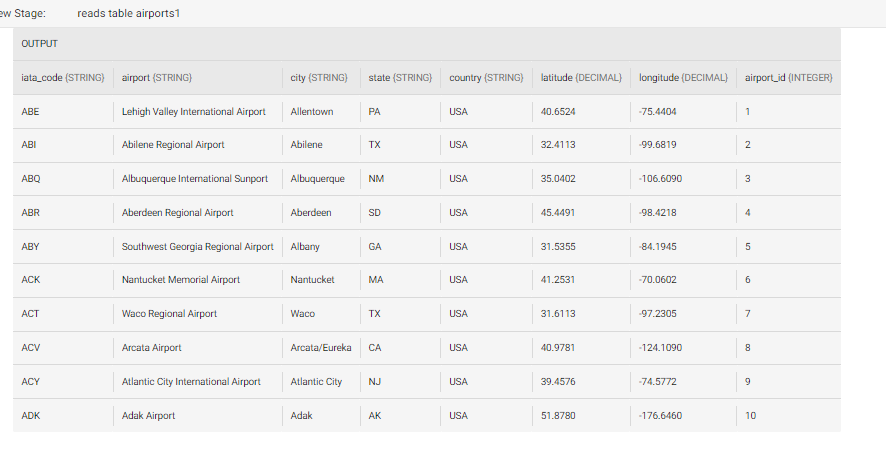 ew Stage: reads table airports1
OUTPUT
iata_code (STRING) airport (STRING) city (STRING) state (STRING) country (STRING) latitude (DECIMAL) longitude (DECIMAL) airport_id (INTEGER)
ABE Lehigh Valley International Airport Allentown PA USA 40.6524 -75.4404 1
ABI Abilene Regional Airport Abilene TX USA 32.4113 -99.6819 2
ABQ Albuquerque International Sunport Albuquerque NM USA 35.0402 -106.6090 3
ABR Aberdeen Regional Airport Aberdeen SD USA 45.4491 -98.4218 4
ABY Southwest Georgia Regional Airport Albany GA USA 31.5355 -84.1945 5
ACK Nantucket Memorial Airport Nantucket MA USA 41.2531 -70.0602 6
ACT Waco Regional Airport Waco TX USA 31.6113 -97.2305 7
ACV Arcata Airport Arcata/Eureka CA USA 40.9781 -124.1090 8
ACY Atlantic City International Airport Atlantic City NJ USA 39.4576 -74.5772 9
ADK Adak Airport Adak AK USA 51.8780 -176.6460 10